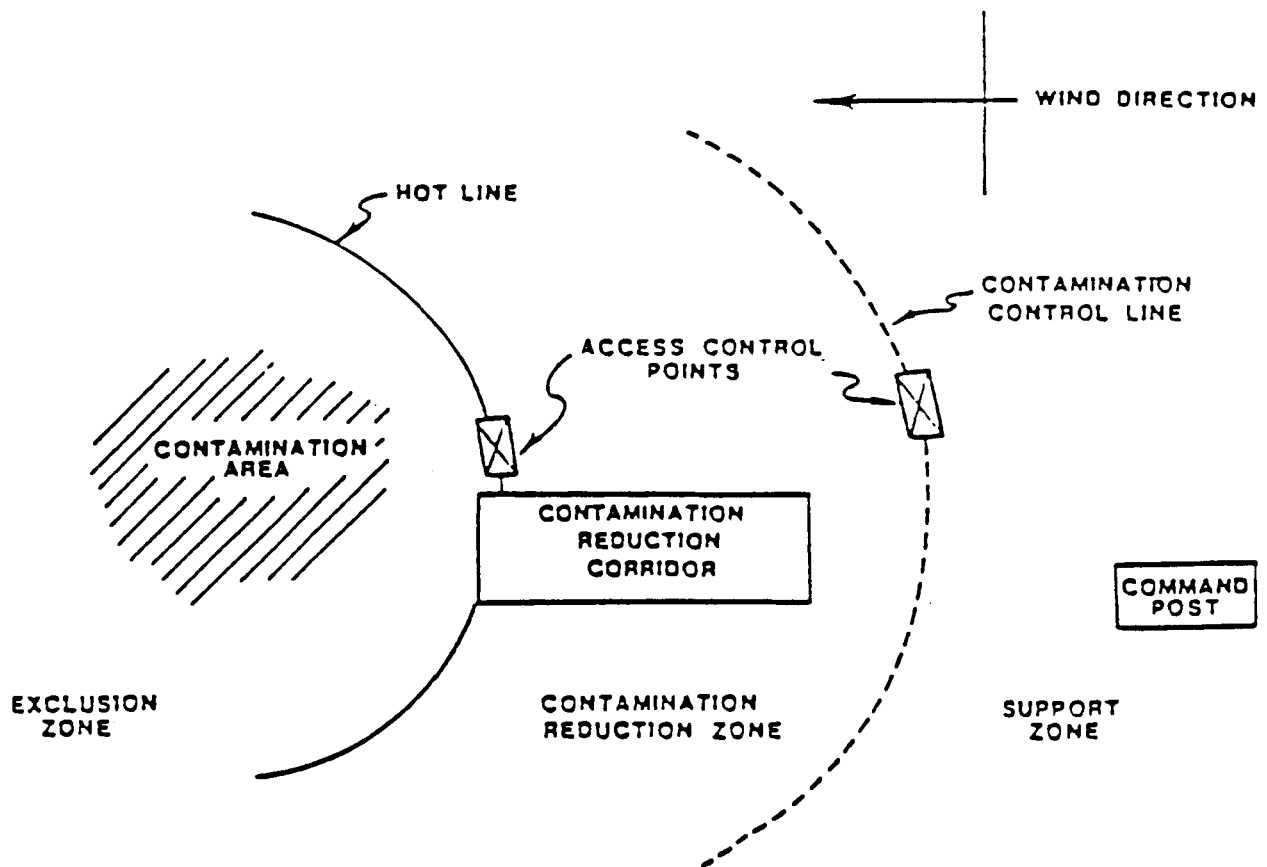 WIND DIRECTION
HOT LINE
CONTAMINATION
CONTROL LINE
ACCESS CONTROL
POINTS
CONTAMINATION
AREA
CONTAMINATION
REDUCTION
CORRIDOR
COMMAND
POST
EXCLUSION
ZONE
CONTAMINATION
REDUCTION ZONE
SUPPORT
ZONE